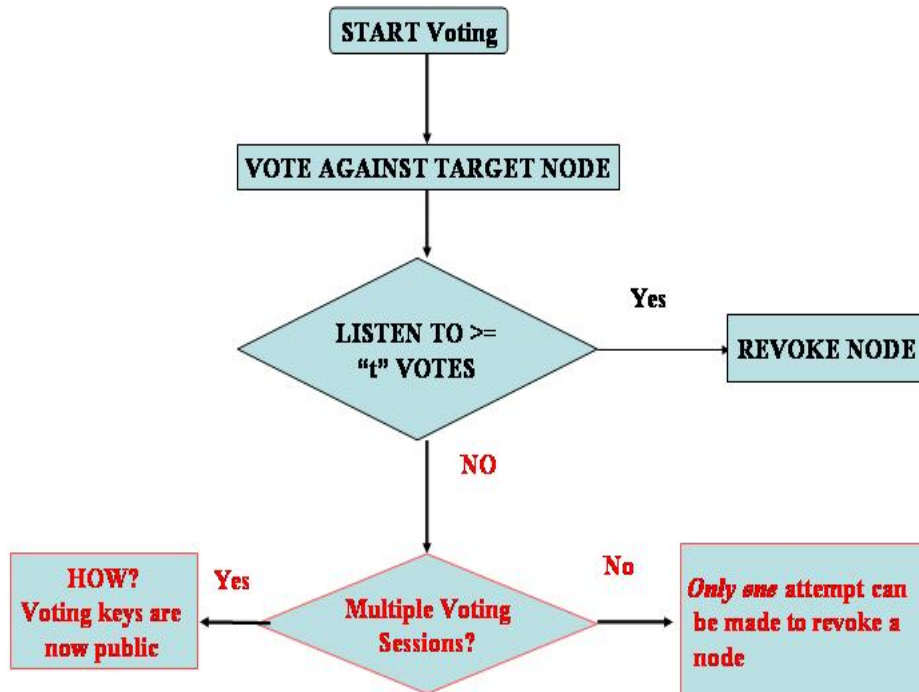 START Voting
VOTE AGAINST TARGET NODE
LISTEN TO >=
“t” VOTES
Yes
REVOKE NODE
NO
HOW?
Voting keys are
now public
Yes
Multiple Voting
Sessions?
No
Only one attempt can
be made to revoke a
node